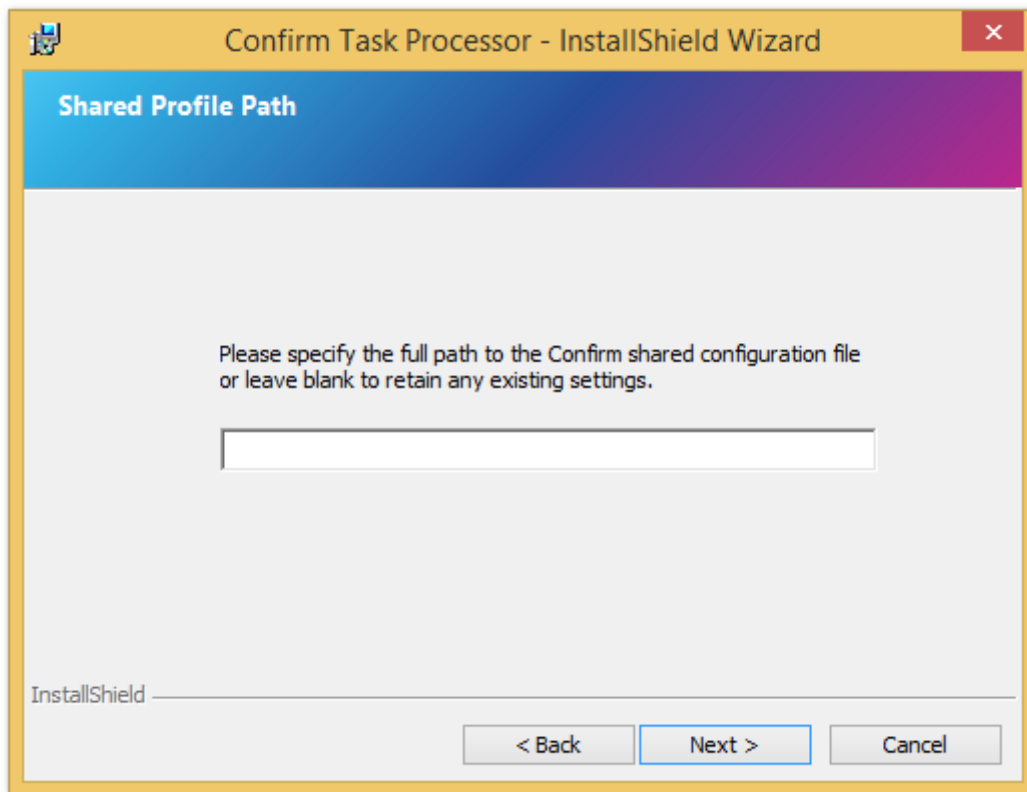 Confirm Task Processor - InstallShield Wizard
Shared Profile Path
Please specify the full path to the Confirm shared configuration file
or leave blank to retain any existing settings.
InstallShield
< Back Next > Cancel